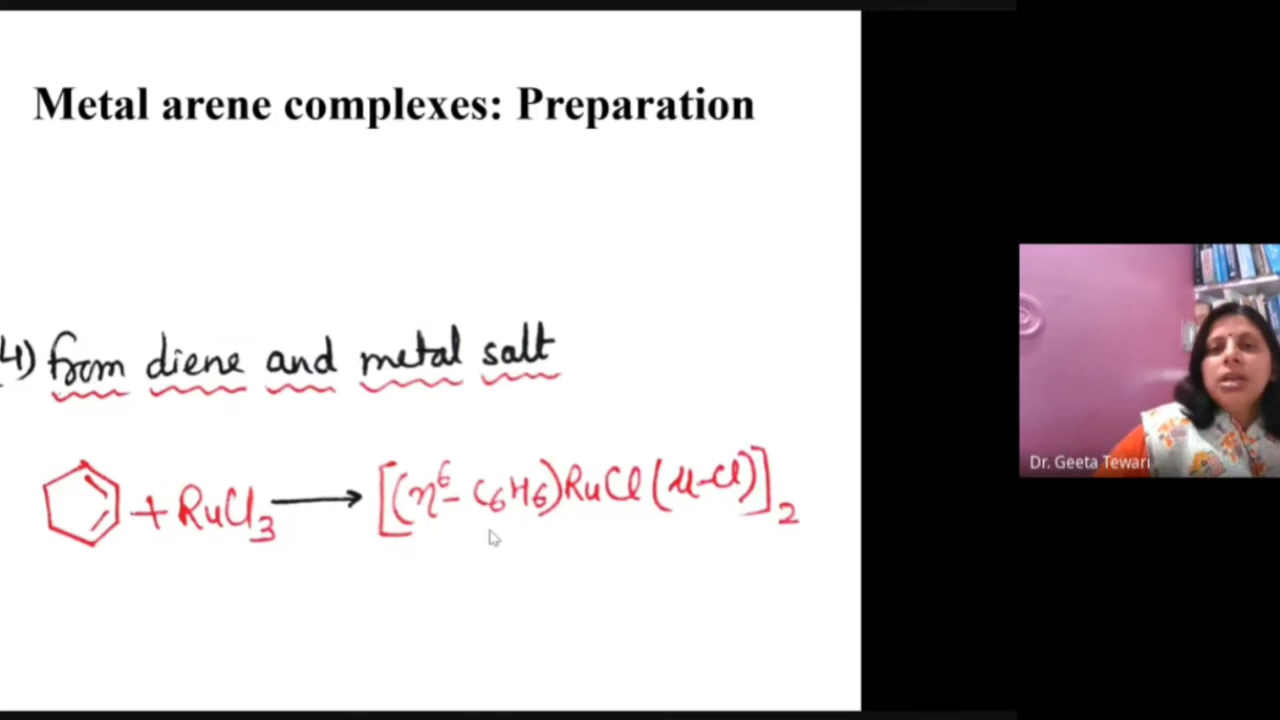 Metal arene complexes: Preparation
4) from diene and metal salt
+ RuCl₃ ⟶ [(η⁶-C₆H₆)RuCl(μ-Cl)]₂
Dr. Geeta Tewari